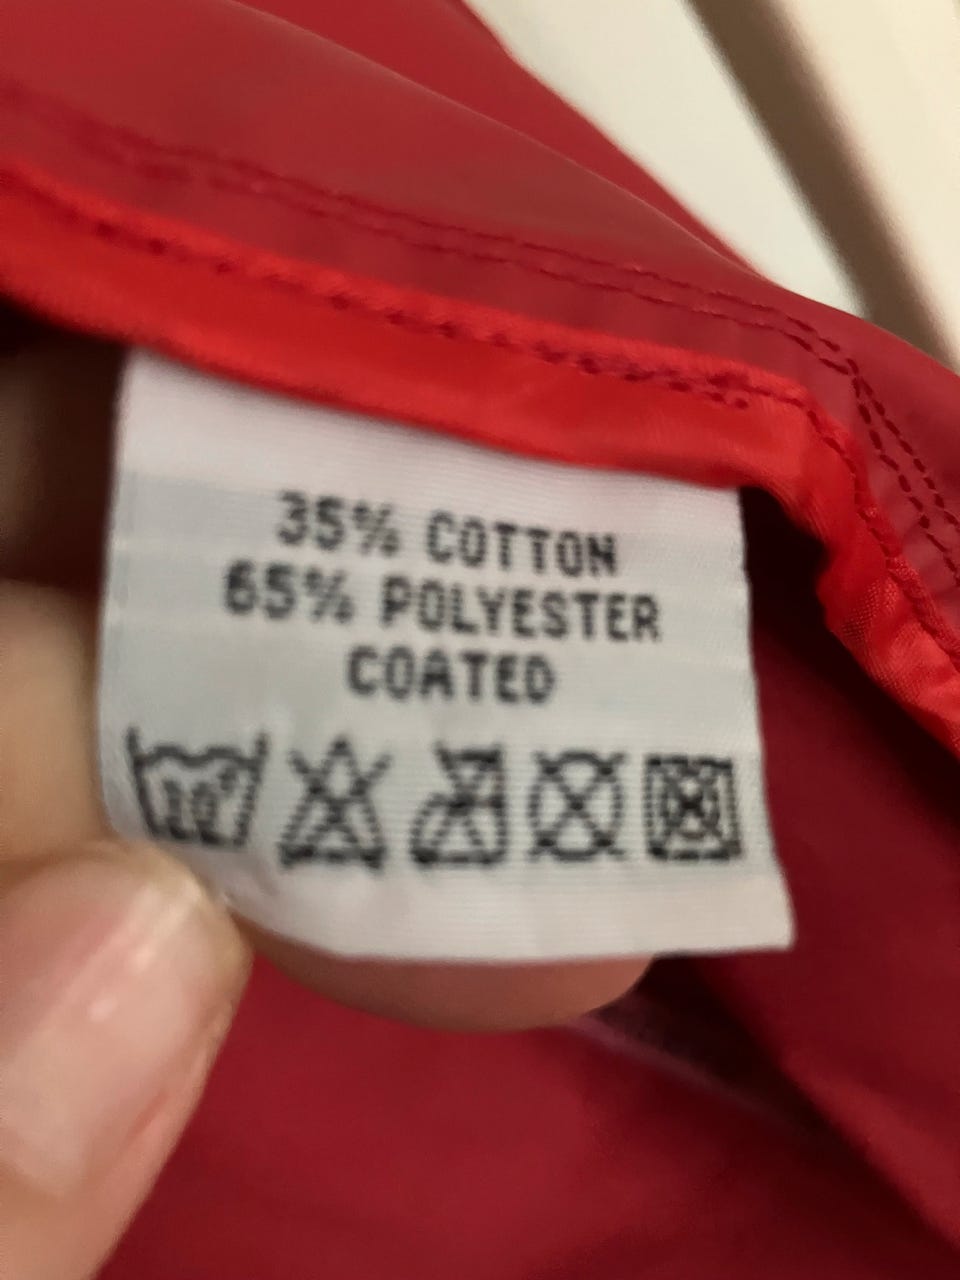 35% COTTON
65% POLYESTER
COATED